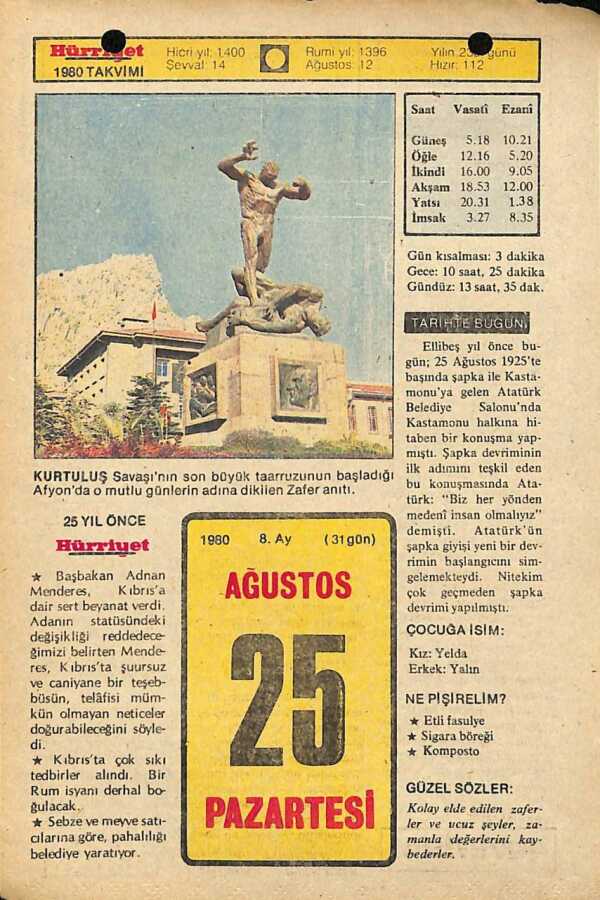 Hürriyet
1980 TAKVİMİ
Hicri yıl: 1400
Şevval: 14
Rumi yıl: 1396
Ağustos: 12
Yılın günü
Hızır: 112
Saat Vasatî Ezanî
Güneş 5.18 10.21
Öğle 12.16 5.20
İkindi 16.00 9.05
Akşam 18.53 12.00
Yatsı 20.31 1.38
İmsak 3.27 8.35
Gün kısalması: 3 dakika
Gece: 10 saat, 25 dakika
Gündüz: 13 saat, 35 dak.
TARİHTE BUGÜN
Ellibeş yıl önce bu-
gün; 25 Ağustos 1925'te
başında şapka ile Kasta-
monu'ya gelen Atatürk
Belediye Salonu'nda
Kastamonu halkına hi-
taben bir konuşma yap-
mıştı. Şapka devriminin
ilk adımını teşkil eden
bu konuşmasında Ata-
türk: "Biz her yönden
medenî insan olmalıyız"
demişti. Atatürk'ün
şapka giyişi yeni bir dev-
rimin başlangıcını sim-
gelemekteydi. Nitekim
çok geçmeden şapka
devrimi yapılmıştı.
ÇOCUĞA İSİM:
Kız: Yelda
Erkek: Yalın
NE PİŞİRELİM?
★ Etli fasulye
★ Sigara böreği
★ Komposto
GÜZEL SÖZLER:
Kolay elde edilen zafer-
ler ve ucuz şeyler, za-
manla değerlerini kay-
bederler.
KURTULUŞ Savaşı'nın son büyük taarruzunun başladığı
Afyon'da o mutlu günlerin adına dikilen Zafer anıtı.
25 YIL ÖNCE
Hürriyet
★ Başbakan Adnan
Menderes, Kıbrıs'a
dair sert beyanat verdi.
Adanın statüsündeki
değişikliği reddedece-
ğimizi belirten Mende-
res, Kıbrıs'ta şuursuz
ve caniyane bir teşeb-
büsün, telâfisi müm-
kün olmayan neticeler
doğurabileceğini söyle-
di.
★ Kıbrıs'ta çok sıkı
tedbirler alındı. Bir
Rum isyanı derhal bo-
ğulacak.
★ Sebze ve meyve satı-
cılarına göre, pahalılığı
belediye yaratıyor.
1980 8. Ay (31 gün)
AĞUSTOS
25
PAZARTESİ